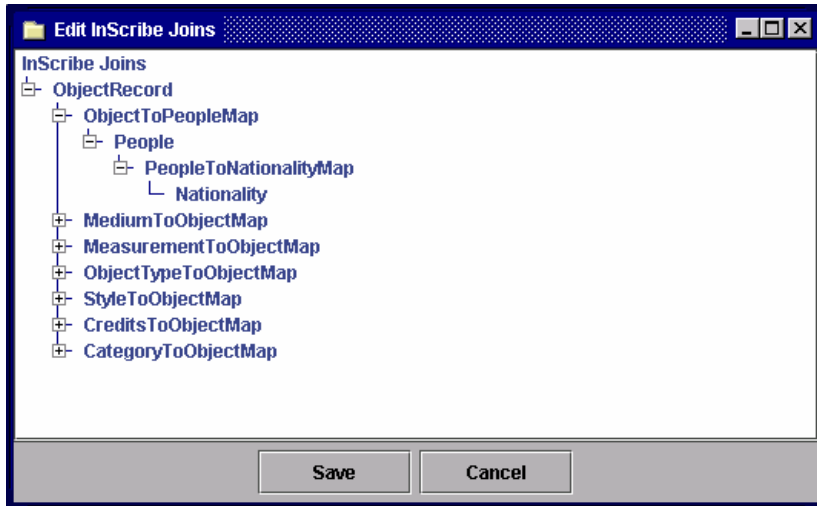 Edit InScribe Joins
InScribe Joins
ObjectRecord
ObjectToPeopleMap
People
PeopleToNationalityMap
Nationality
MediumToObjectMap
MeasurementToObjectMap
ObjectTypeToObjectMap
StyleToObjectMap
CreditsToObjectMap
CategoryToObjectMap
Save Cancel